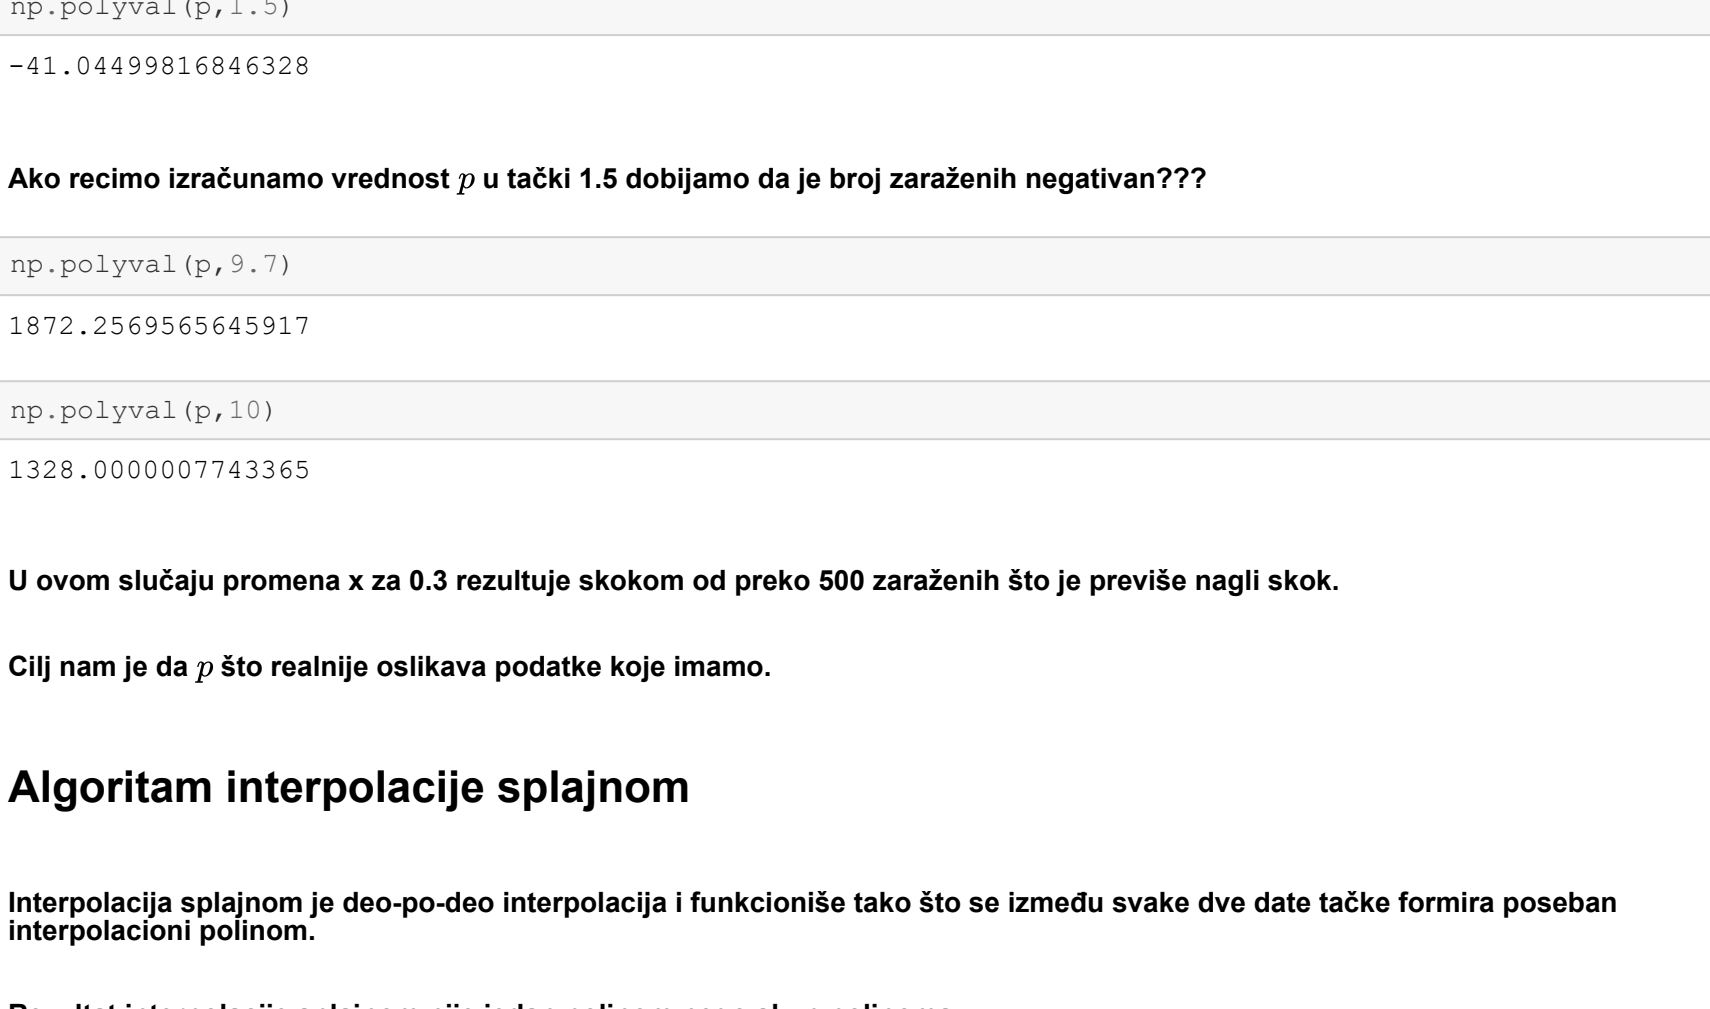 np.polyval(p,1.5)
-41.04499816846328
Ako recimo izračunamo vrednost p u tački 1.5 dobijamo da je broj zaraženih negativan???
np.polyval(p,9.7)
1872.2569565645917
np.polyval(p,10)
1328.0000007743365
U ovom slučaju promena x za 0.3 rezultuje skokom od preko 500 zaraženih što je previše nagli skok.
Cilj nam je da p što realnije oslikava podatke koje imamo.
Algoritam interpolacije splajnom
Interpolacija splajnom je deo-po-deo interpolacija i funkcioniše tako što se između svake dve date tačke formira poseban
interpolacioni polinom.